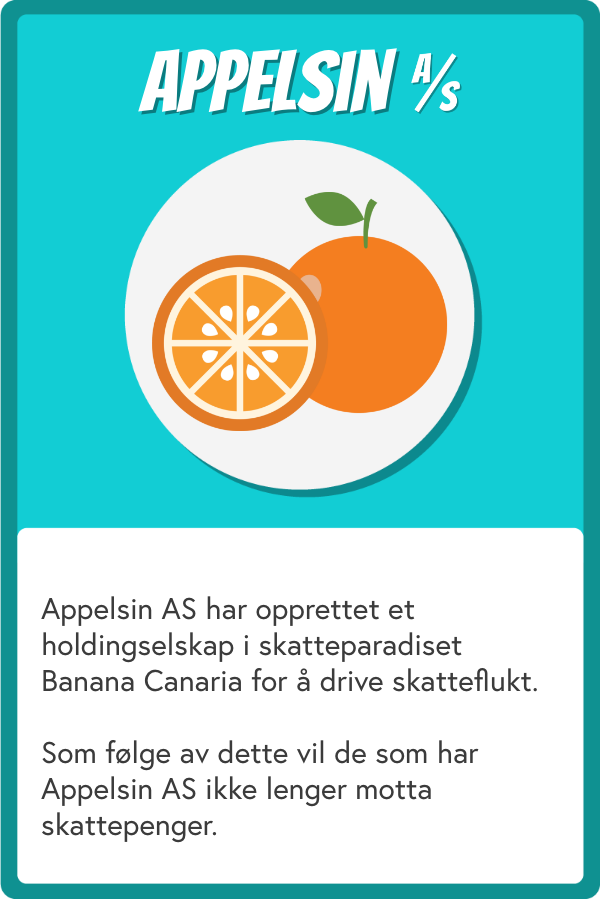 APPELSIN A/S
Appelsin AS har opprettet et
holdingselskap i skatteparadiset
Banana Canaria for å drive skatteflukt.
Som følge av dette vil de som har
Appelsin AS ikke lenger motta
skattepenger.